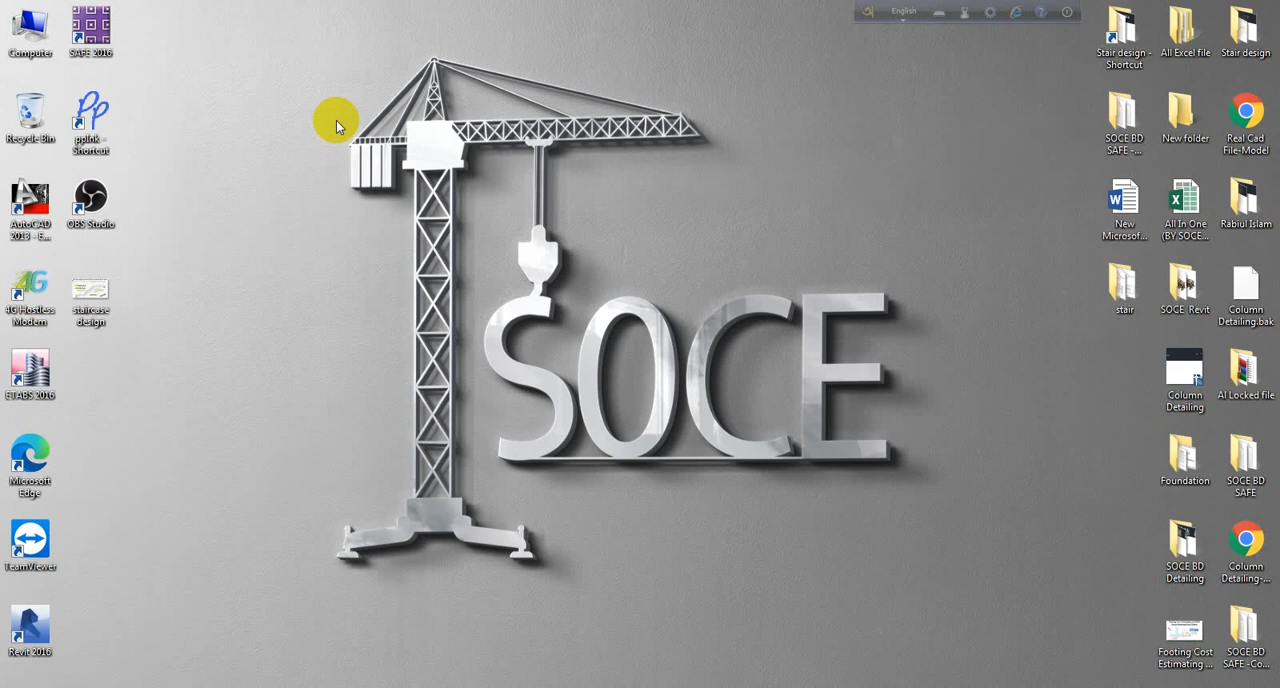 Computer
SAFE 2016
Recycle Bin
pplnk -
Shortcut
AutoCAD
2013 - E...
OBS Studio
4G Hostless
Modem
staircase
design
ETABS 2016
Microsoft
Edge
TeamViewer
Revit 2016
English
SOCE
Stair design -
Shortcut
All Excel file
Stair design
SOCE BD
SAFE -...
New folder
Real Cad
File-Model
New
Microsof...
All In One
(BY SOCE...
Rabiul Islam
stair
SOCE Revit
Column
Detailing.bak
Column
Detailing
Al Locked file
Foundation
SOCE BD
SAFE
SOCE BD
Detailing
Column
Detailing-...
Footing Cost
Estimating ...
SOCE BD
SAFE -Co...